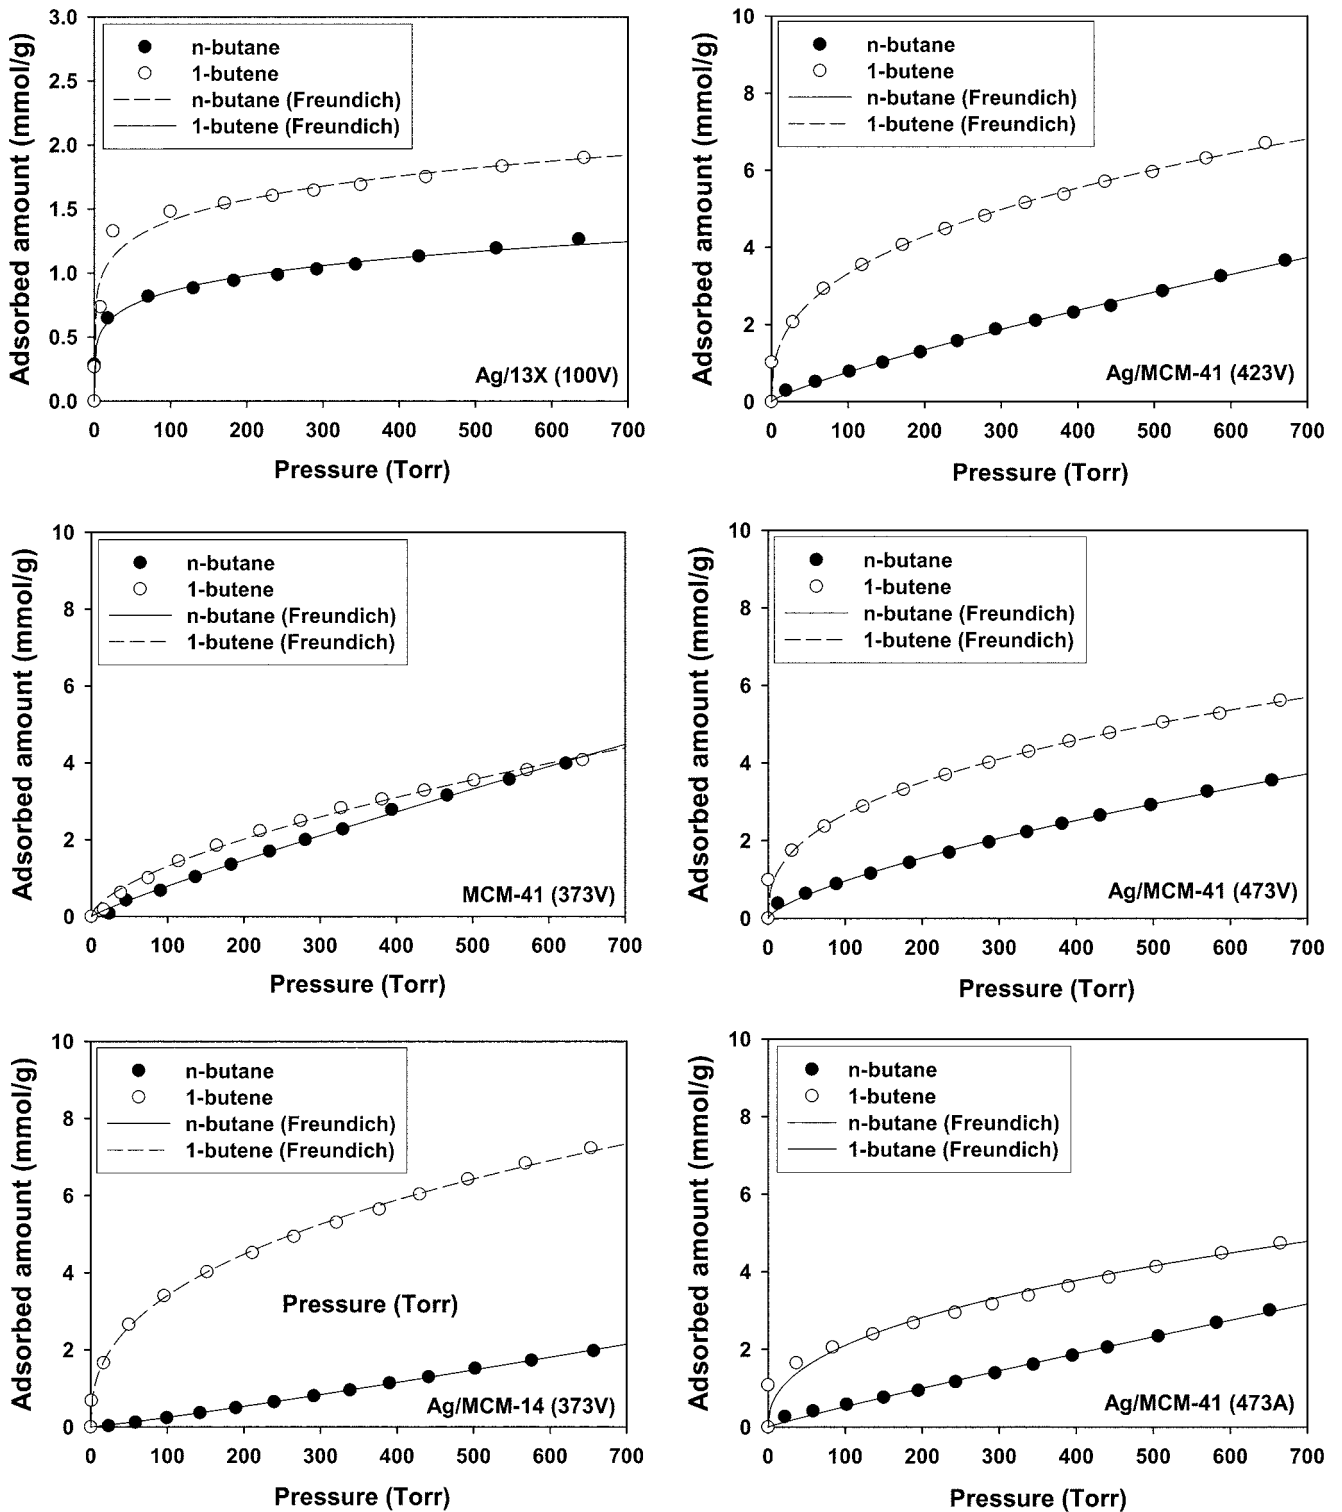 3.0
2.5
2.0
1.5
1.0
0.5
0.0
Adsorbed amount (mmol/g)
n-butane
1-butene
n-butane (Freundich)
1-butene (Freundich)
Ag/13X (100V)
0 100 200 300 400 500 600 700
Pressure (Torr)
10
8
6
4
2
0
Adsorbed amount (mmol/g)
n-butane
1-butene
n-butane (Freundich)
1-butene (Freundich)
Ag/MCM-41 (423V)
0 100 200 300 400 500 600 700
Pressure (Torr)
10
8
6
4
2
0
Adsorbed amount (mmol/g)
n-butane
1-butene
n-butane (Freundich)
1-butene (Freundich)
MCM-41 (373V)
0 100 200 300 400 500 600 700
Pressure (Torr)
10
8
6
4
2
0
Adsorbed amount (mmol/g)
n-butane
1-butene
n-butane (Freundich)
1-butene (Freundich)
Ag/MCM-41 (473V)
0 100 200 300 400 500 600 700
Pressure (Torr)
10
8
6
4
2
0
Adsorbed amount (mmol/g)
n-butane
1-butene
n-butane (Freundich)
1-butene (Freundich)
Pressure (Torr)
Ag/MCM-14 (373V)
0 100 200 300 400 500 600 700
Pressure (Torr)
10
8
6
4
2
0
Adsorbed amount (mmol/g)
n-butane
1-butene
n-butane (Freundich)
1-butane (Freundich)
Ag/MCM-41 (473A)
0 100 200 300 400 500 600 700
Pressure (Torr)